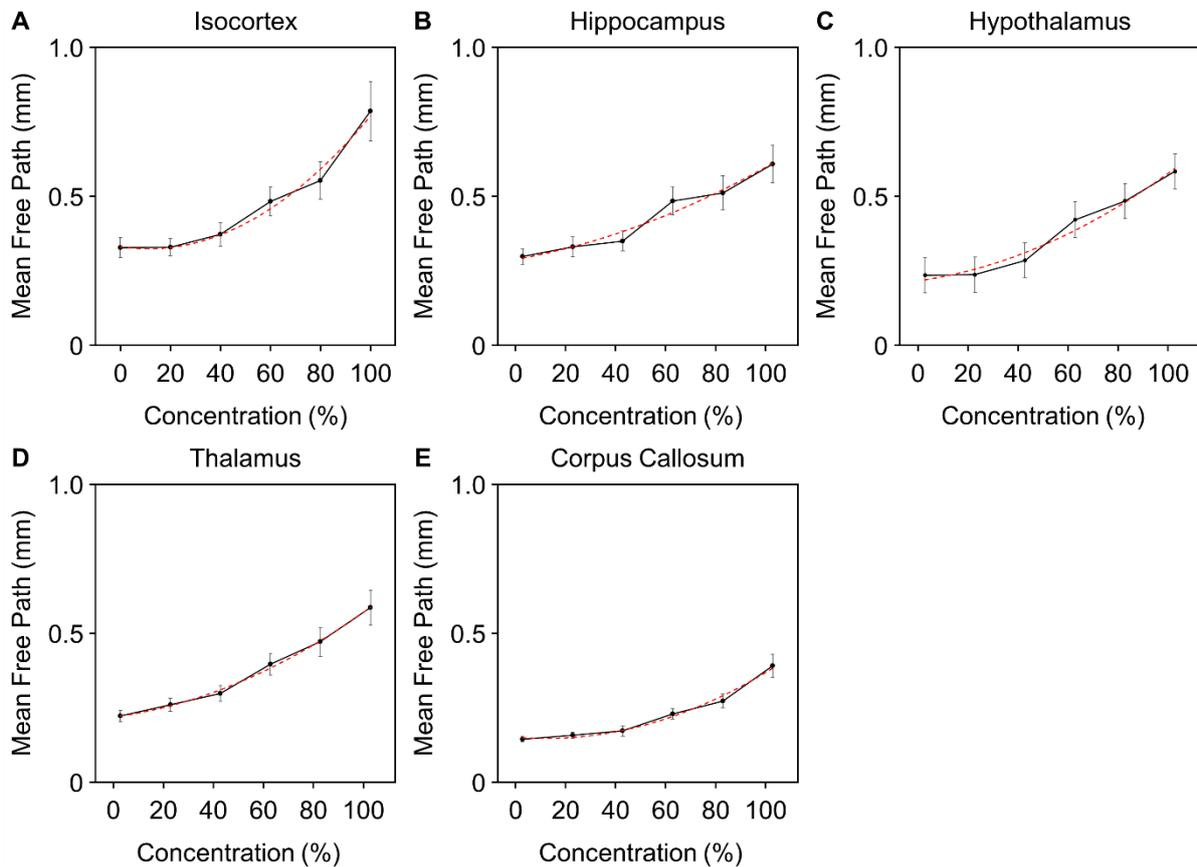 A Isocortex
Mean Free Path (mm)
1.0
0.5
0
0 20 40 60 80 100
Concentration (%)
B Hippocampus
Mean Free Path (mm)
1.0
0.5
0
0 20 40 60 80 100
Concentration (%)
C Hypothalamus
Mean Free Path (mm)
1.0
0.5
0
0 20 40 60 80 100
Concentration (%)
D Thalamus
Mean Free Path (mm)
1.0
0.5
0
0 20 40 60 80 100
Concentration (%)
E Corpus Callosum
Mean Free Path (mm)
1.0
0.5
0
0 20 40 60 80 100
Concentration (%)